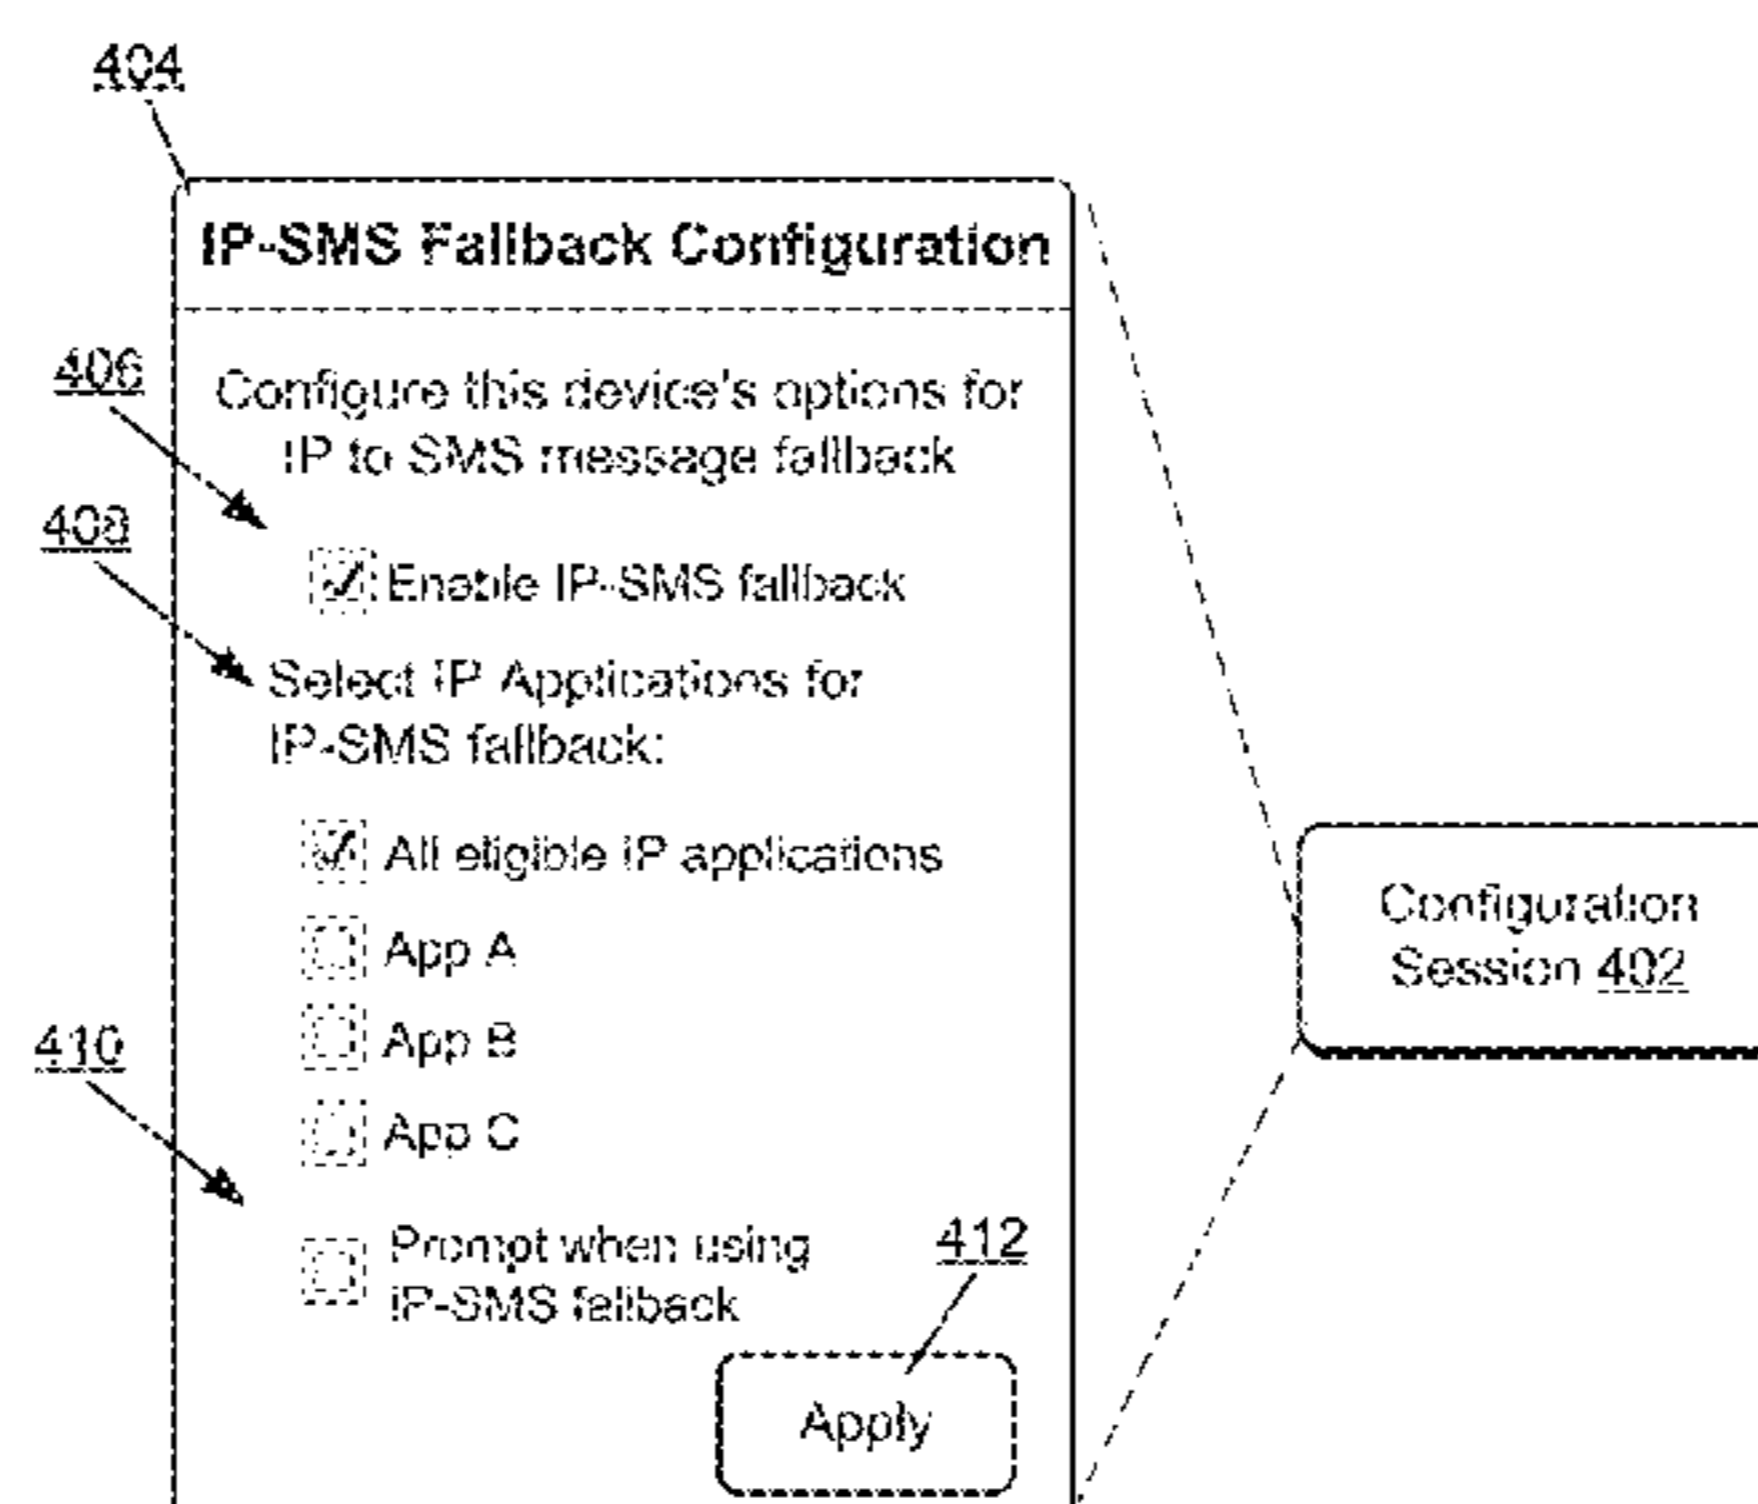 404
IP-SMS Fallback Configuration
406
Configure this device's options for
IP to SMS message fallback
408
Enable IP-SMS fallback
Select IP Applications for
IP-SMS fallback:
All eligible IP applications
App A
App B
App C
410
Prompt when using
IP-SMS fallback
412
Apply
Configuration
Session 402